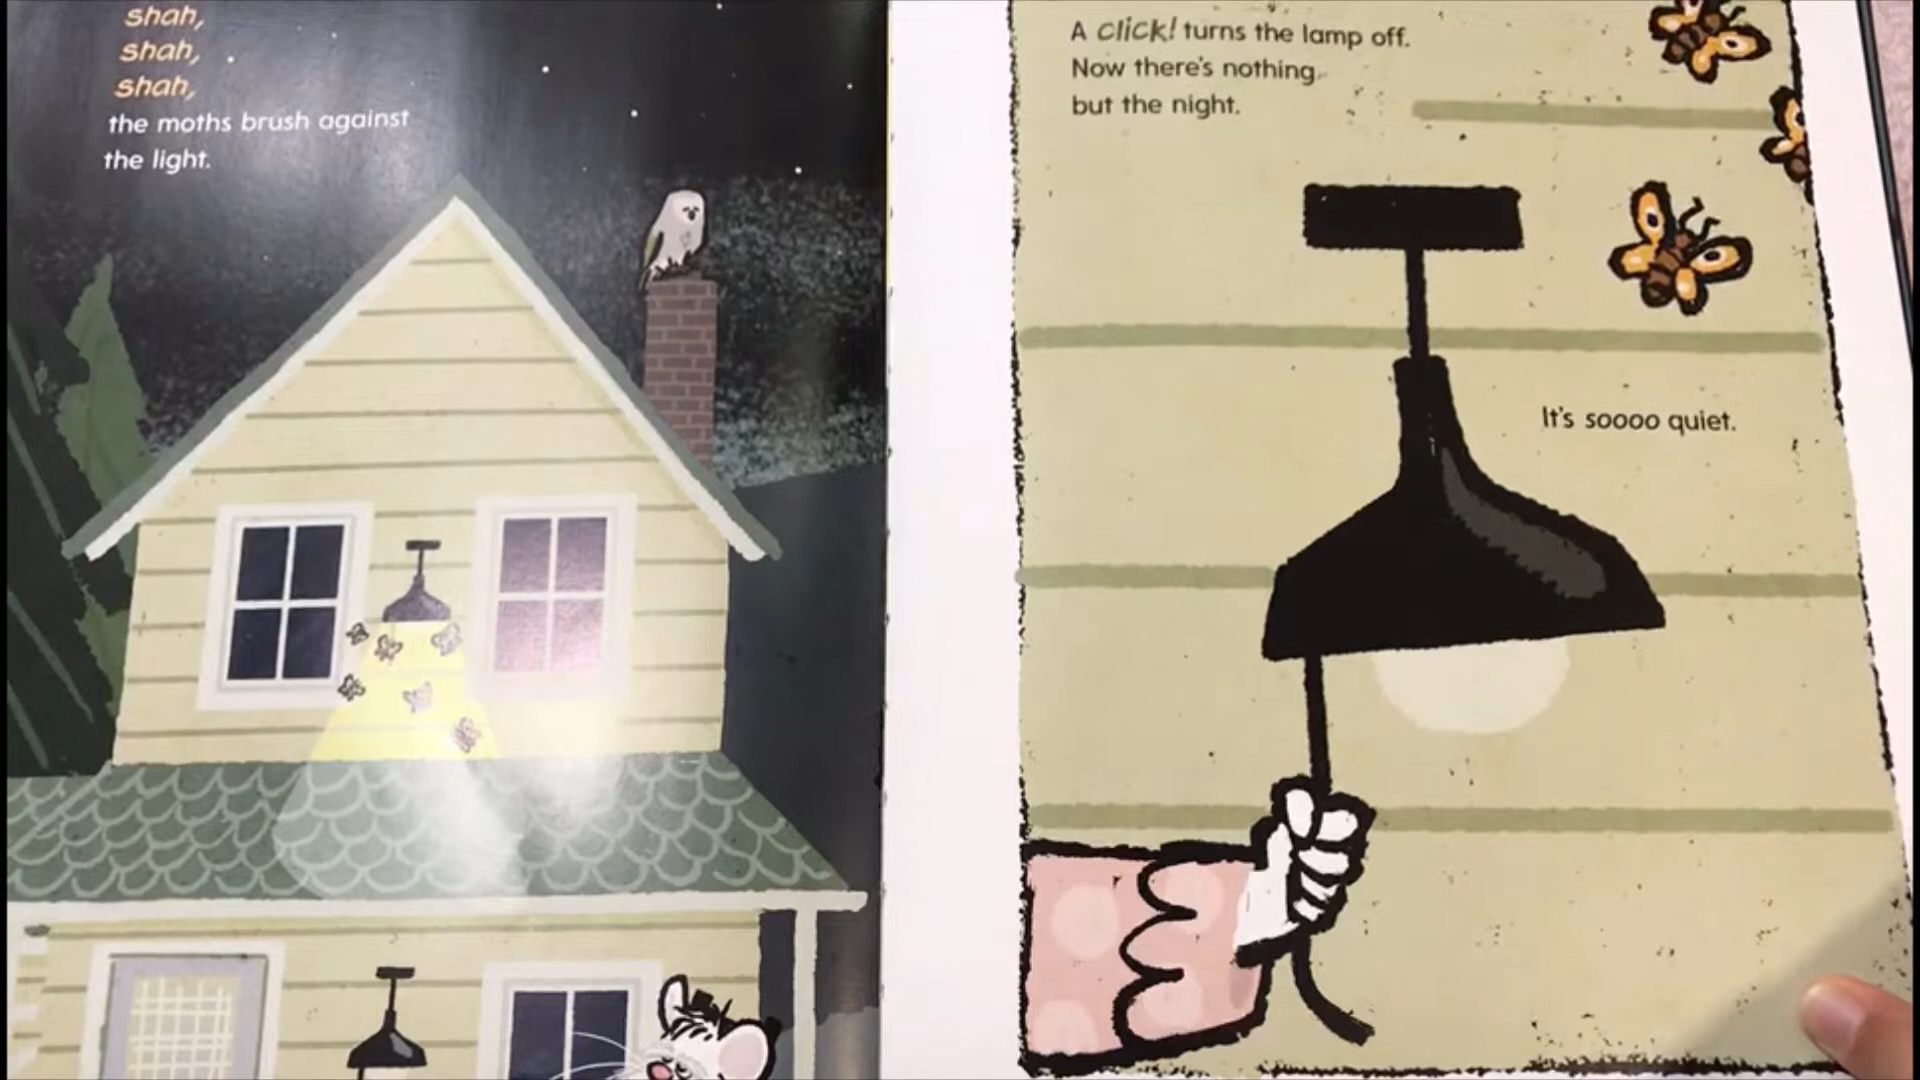 shah,
shah,
shah,
the moths brush against
the light.
A click! turns the lamp off.
Now there's nothing
but the night.
It's soooo quiet.